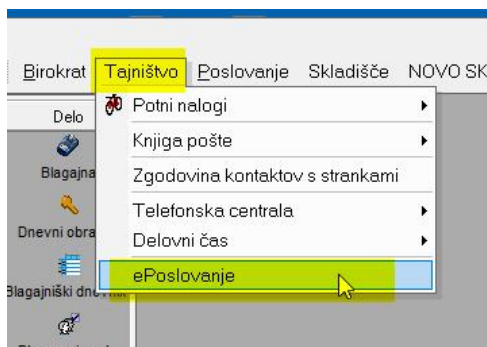 Birokrat Tajništvo Poslovanje Skladišče NOVO SK
Delo
Blagajna
Dnevni obra
Blagajniški dnevnik
Potni nalogi
Knjiga pošte
Zgodovina kontaktov s strankami
Telefonska centrala
Delovni čas
ePoslovanje